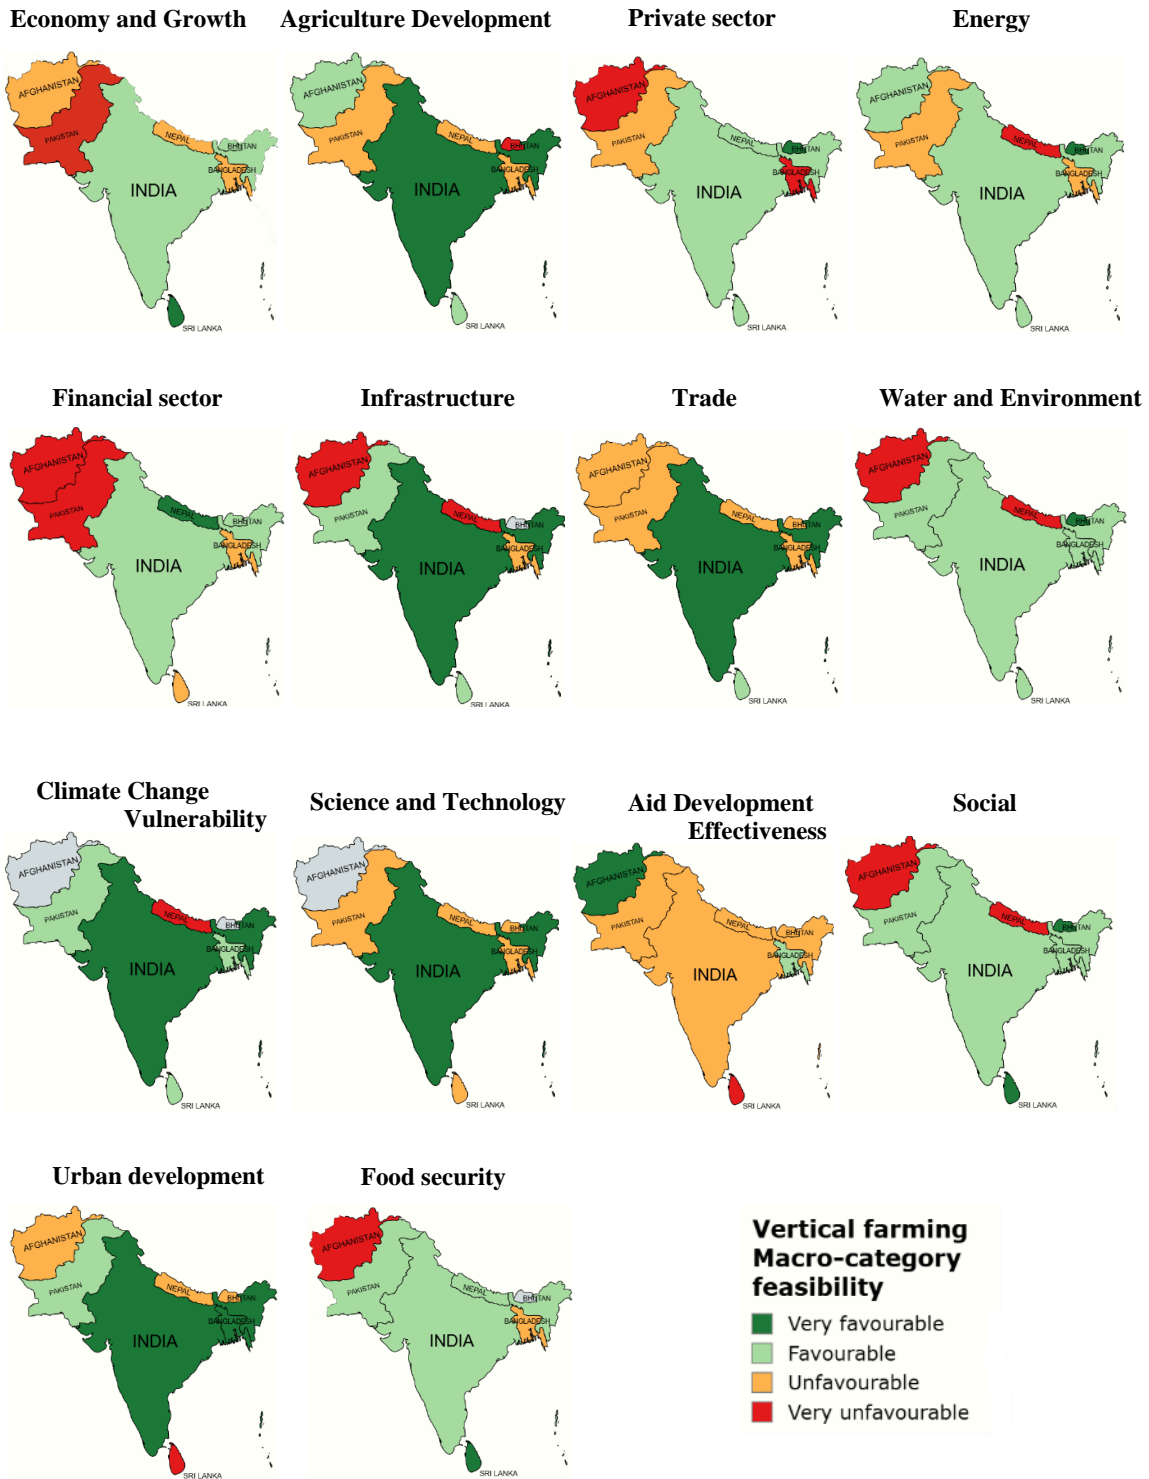 Economy and Growth
Agriculture Development
Private sector
Energy
AFGHANISTAN
PAKISTAN
NEPAL
BHUTAN
BANGLADESH
INDIA
SRI LANKA
AFGHANISTAN
PAKISTAN
NEPAL
BHUTAN
BANGLADESH
INDIA
SRI LANKA
AFGHANISTAN
PAKISTAN
NEPAL
BHUTAN
BANGLADESH
INDIA
SRI LANKA
AFGHANISTAN
PAKISTAN
NEPAL
BHUTAN
BANGLADESH
INDIA
SRI LANKA
Financial sector
Infrastructure
Trade
Water and Environment
AFGHANISTAN
PAKISTAN
NEPAL
BHUTAN
BANGLADESH
INDIA
SRI LANKA
AFGHANISTAN
PAKISTAN
NEPAL
BHUTAN
BANGLADESH
INDIA
SRI LANKA
AFGHANISTAN
PAKISTAN
NEPAL
BHUTAN
BANGLADESH
INDIA
SRI LANKA
AFGHANISTAN
PAKISTAN
NEPAL
BHUTAN
BANGLADESH
INDIA
SRI LANKA
Climate Change
Vulnerability
Science and Technology
Aid Development
Effectiveness
Social
AFGHANISTAN
PAKISTAN
NEPAL
BHUTAN
BANGLADESH
INDIA
SRI LANKA
AFGHANISTAN
PAKISTAN
NEPAL
BHUTAN
BANGLADESH
INDIA
SRI LANKA
AFGHANISTAN
PAKISTAN
NEPAL
BHUTAN
BANGLADESH
INDIA
SRI LANKA
AFGHANISTAN
PAKISTAN
NEPAL
BHUTAN
BANGLADESH
INDIA
SRI LANKA
Urban development
Food security
AFGHANISTAN
PAKISTAN
NEPAL
BHUTAN
BANGLADESH
INDIA
SRI LANKA
AFGHANISTAN
PAKISTAN
NEPAL
BHUTAN
BANGLADESH
INDIA
SRI LANKA
Vertical farming
Macro-category
feasibility
Very favourable
Favourable
Unfavourable
Very unfavourable